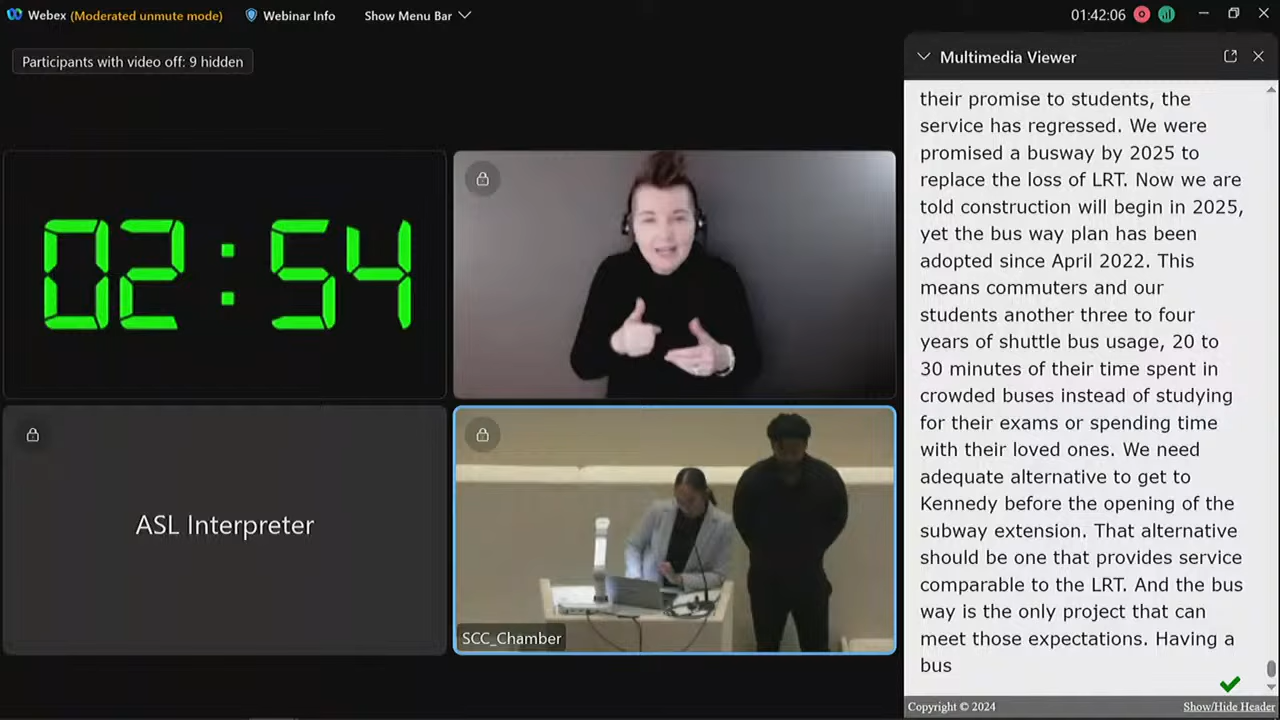 Webex (Moderated unmute mode) Webinar Info Show Menu Bar 01:42:06
Participants with video off: 9 hidden
02:54
ASL Interpreter
SCC_Chamber
Multimedia Viewer
their promise to students, the
service has regressed. We were
promised a busway by 2025 to
replace the loss of LRT. Now we are
told construction will begin in 2025,
yet the bus way plan has been
adopted since April 2022. This
means commuters and our
students another three to four
years of shuttle bus usage, 20 to
30 minutes of their time spent in
crowded buses instead of studying
for their exams or spending time
with their loved ones. We need
adequate alternative to get to
Kennedy before the opening of the
subway extension. That alternative
should be one that provides service
comparable to the LRT. And the bus
way is the only project that can
meet those expectations. Having a
bus
Copyright © 2024 Show/Hide Header